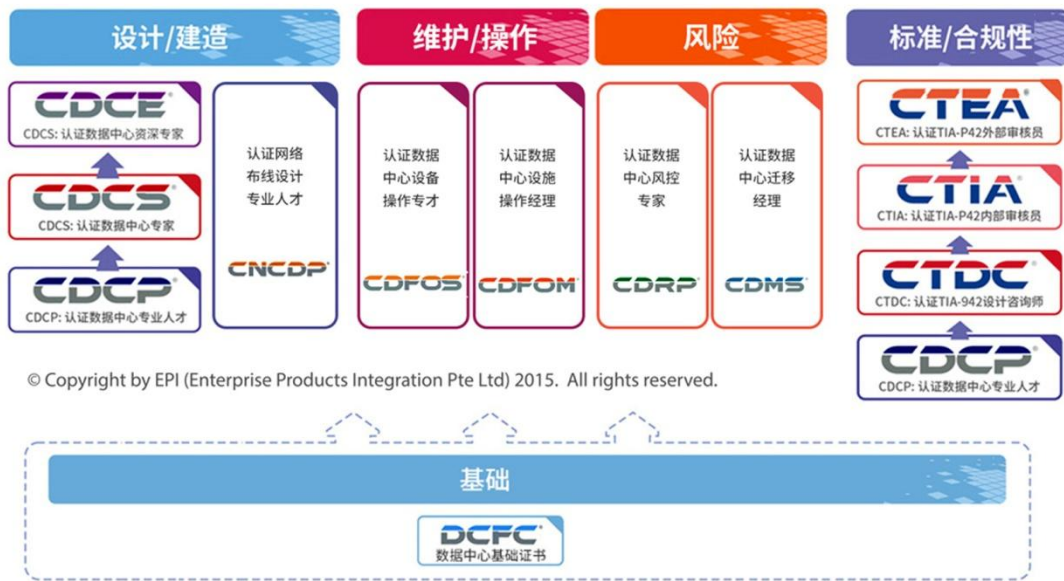 设计/建造
维护/操作
风险
标准/合规性
CDCE®
CDCS: 认证数据中心资深专家
CDCS®
CDCS: 认证数据中心专家
CDCP®
CDCP: 认证数据中心专业人才
认证网络
布线设计
专业人才
CNCDP®
认证数据
中心设备
操作专才
CDFOS®
认证数据
中心设施
操作经理
CDFOM®
认证数据
中心风控
专家
CDRP®
认证数据
中心迁移
经理
CDMS®
CTEA®
CTEA: 认证TIA-P42外部审核员
CTIA®
CTIA: 认证TIA-P42内部审核员
CTDC®
CTDC: 认证TIA-942设计咨询师
CDCP®
CDCP: 认证数据中心专业人才
© Copyright by EPI (Enterprise Products Integration Pte Ltd) 2015. All rights reserved.
基础
DCFC®
数据中心基础证书